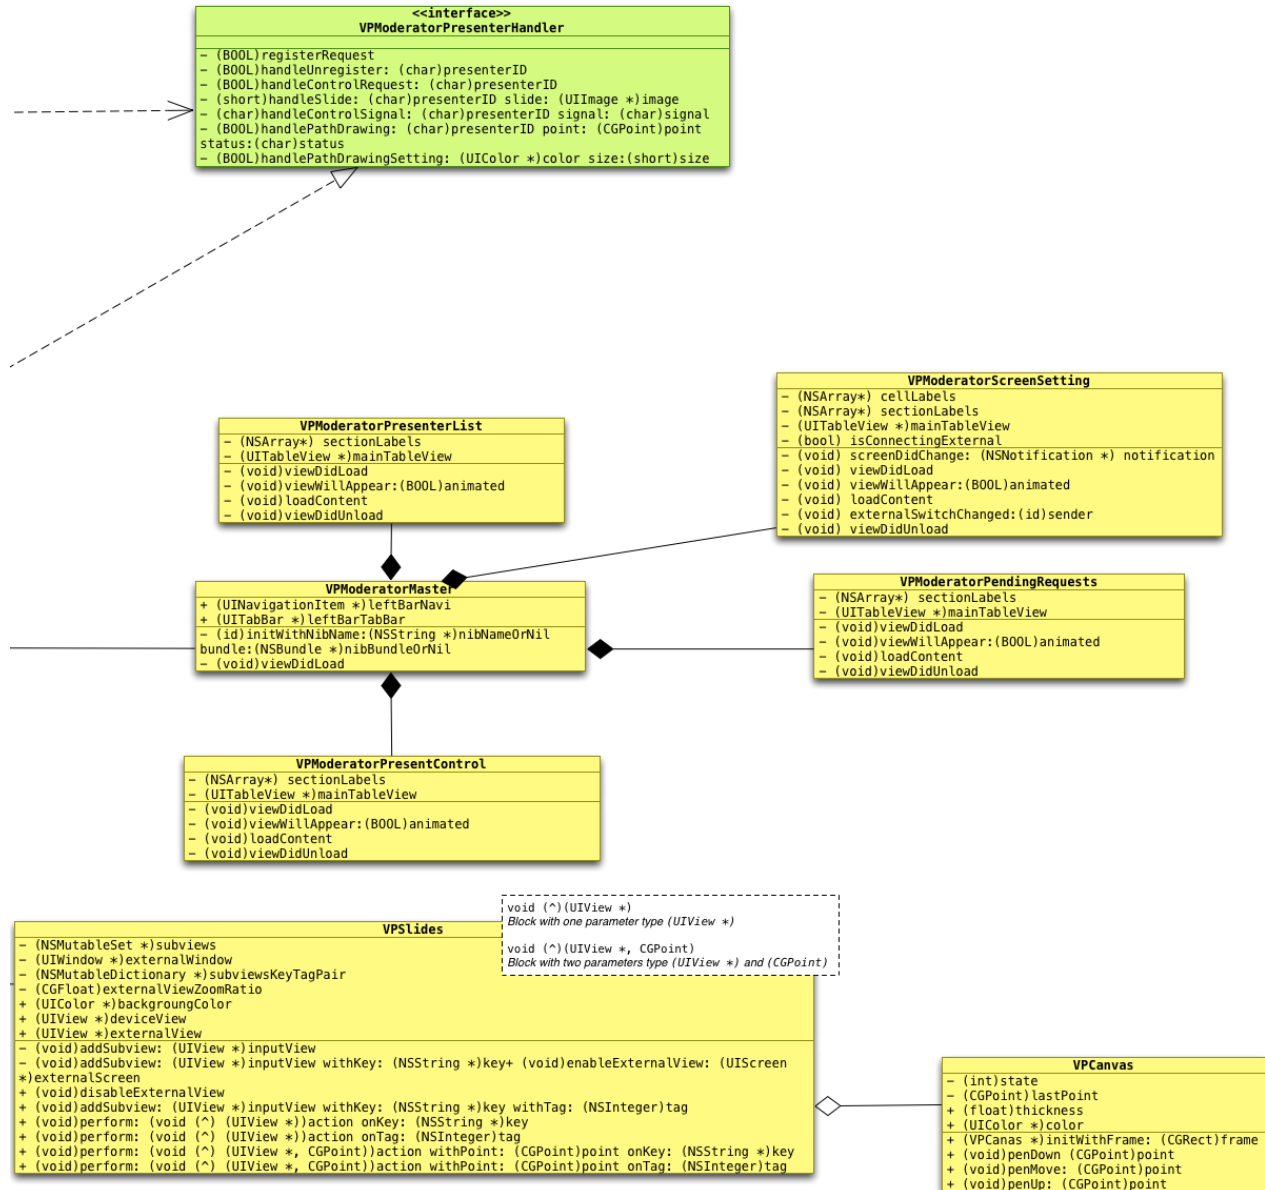 <<interface>>
VPModeratorPresenterHandler
– (BOOL)registerRequest
– (BOOL)handleUnregister: (char)presenterID
– (BOOL)handleControlRequest: (char)presenterID
– (short)handleSlide: (char)presenterID slide: (UIImage *)image
– (char)handleControlSignal: (char)presenterID signal: (char)signal
– (BOOL)handlePathDrawing: (char)presenterID point: (CGPoint)point
status:(char)status
– (BOOL)handlePathDrawingSetting: (UIColor *)color size:(short)size
VPModeratorScreenSetting
– (NSArray*) cellLabels
– (NSArray*) sectionLabels
– (UITableView *)mainTableView
– (bool) isConnectingExternal
– (void) screenDidChange: (NSNotification *) notification
– (void) viewDidLoad
– (void) viewWillAppear:(BOOL)animated
– (void) loadContent
– (void) externalSwitchChanged:(id)sender
– (void) viewDidUnload
VPModeratorPresenterList
– (NSArray*) sectionLabels
– (UITableView *)mainTableView
– (void)viewDidLoad
– (void)viewWillAppear:(BOOL)animated
– (void)loadContent
– (void)viewDidUnload
VPModeratorMaster
+ (UINavigationItem *)leftBarNavi
+ (UITabBar *)leftBarTabBar
– (id)initWithNibName:(NSString *)nibNameOrNil
bundle:(NSBundle *)nibBundleOrNil
– (void)viewDidLoad
VPModeratorPendingRequests
– (NSArray*) sectionLabels
– (UITableView *)mainTableView
– (void)viewDidLoad
– (void)viewWillAppear:(BOOL)animated
– (void)loadContent
– (void)viewDidUnload
VPModeratorPresentControl
– (NSArray*) sectionLabels
– (UITableView *)mainTableView
– (void)viewDidLoad
– (void)viewWillAppear:(BOOL)animated
– (void)loadContent
– (void)viewDidUnload
void (^)(UIView *)
Block with one parameter type (UIView *)
void (^)(UIView *, CGPoint)
Block with two parameters type (UIView *) and (CGPoint)
VPSlides
– (NSMutableSet *)subviews
– (UIWindow *)externalWindow
– (NSMutableDictionary *)subviewsKeyTagPair
– (CGFloat)externalViewZoomRatio
+ (UIColor *)backgroungColor
+ (UIView *)deviceView
+ (UIView *)externalView
– (void)addSubview: (UIView *)inputView
– (void)addSubview: (UIView *)inputView withKey: (NSString *)key+ (void)enableExternalView: (UIScreen
*)externalScreen
+ (void)disableExternalView
+ (void)addSubview: (UIView *)inputView withKey: (NSString *)key withTag: (NSInteger)tag
+ (void)perform: (void (^) (UIView *))action onKey: (NSString *)key
+ (void)perform: (void (^) (UIView *))action onTag: (NSInteger)tag
+ (void)perform: (void (^) (UIView *, CGPoint))action withPoint: (CGPoint)point onKey: (NSString *)key
+ (void)perform: (void (^) (UIView *, CGPoint))action withPoint: (CGPoint)point onTag: (NSInteger)tag
VPCanvas
– (int)state
– (CGPoint)lastPoint
+ (float)thickness
+ (UIColor *)color
+ (VPCanas *)initWithFrame: (CGRect)frame
+ (void)penDown (CGPoint)point
+ (void)penMove: (CGPoint)point
+ (void)penUp: (CGPoint)point